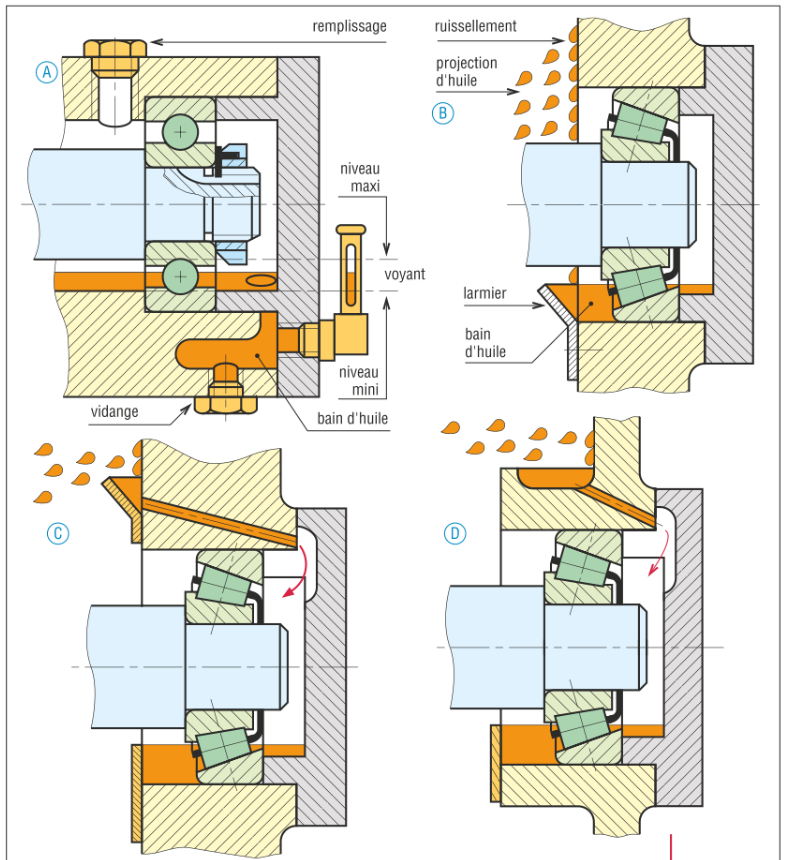 remplissage
A
niveau
maxi
voyant
niveau
mini
vidange
bain d'huile
ruissellement
projection
d'huile
B
larmier
bain
d'huile
C
D